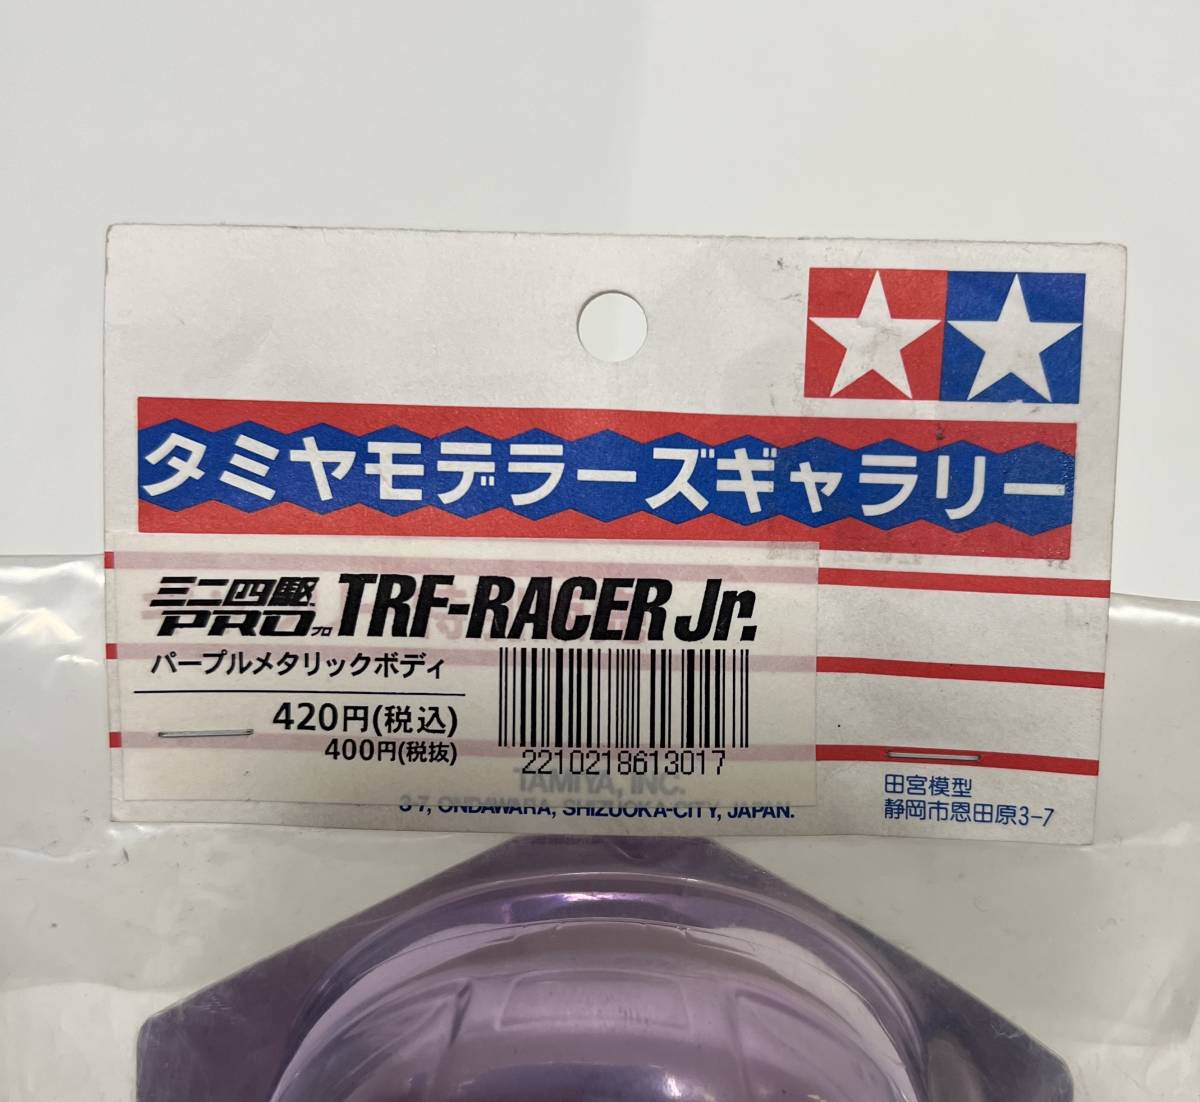 タミヤモデラーズギャラリー
ミニ四駆
PROプロ TRF-RACER Jr.
パープルメタリックボディ
420円(税込)
400円(税抜)
2210218613017
TAMIYA, INC.
3-7, ONDAWARA, SHIZUOKA-CITY, JAPAN.
田宮模型
静岡市恩田原3-7